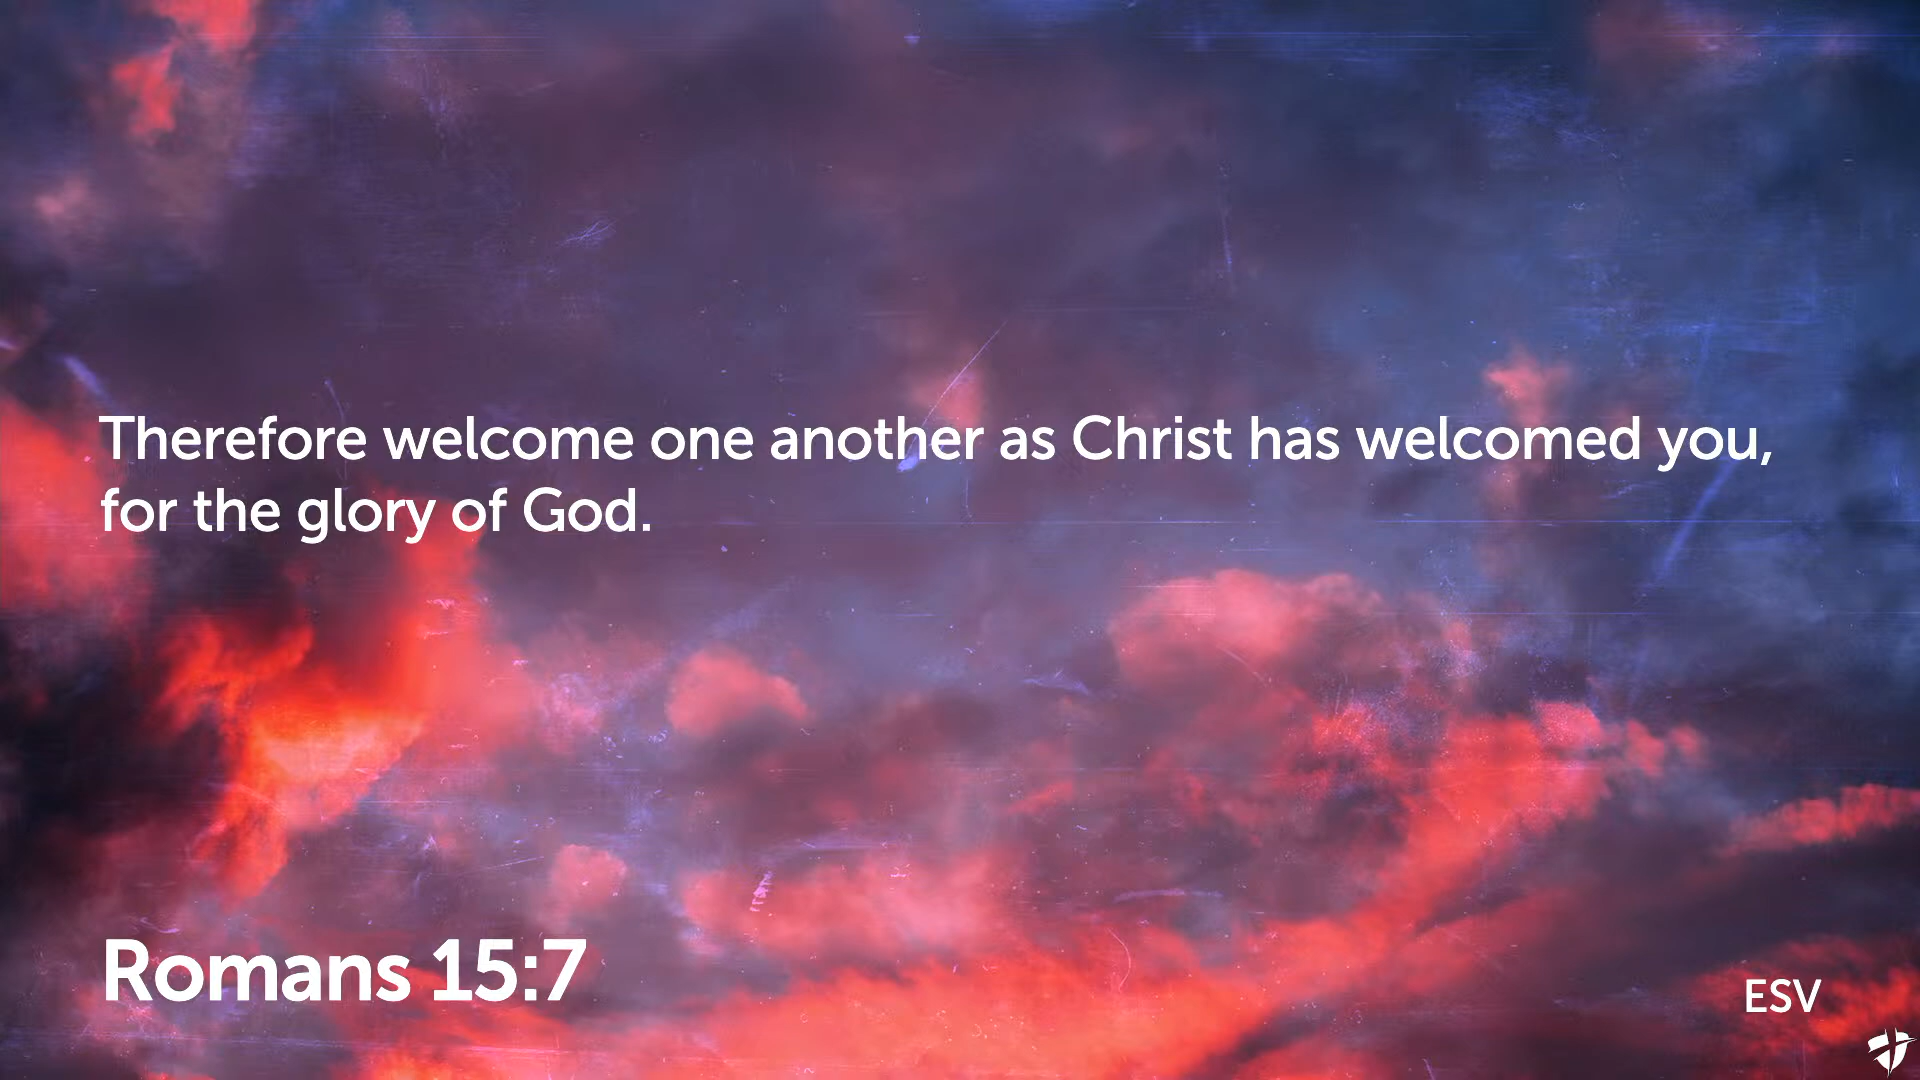 Therefore welcome one another as Christ has welcomed you,
for the glory of God.
Romans 15:7
ESV